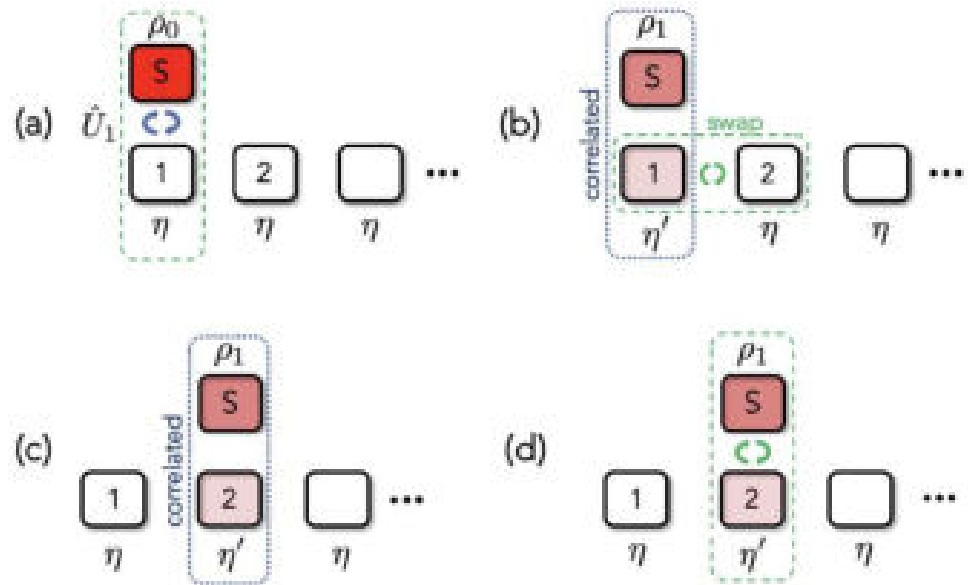 (a)
ρ₀
S
Û₁
1
2
...
η
η
η
(b)
ρ₁
S
correlated
swap
1
2
...
η′
η
η
(c)
ρ₁
S
correlated
1
2
...
η
η′
η
(d)
ρ₁
S
1
2
...
η
η′
η